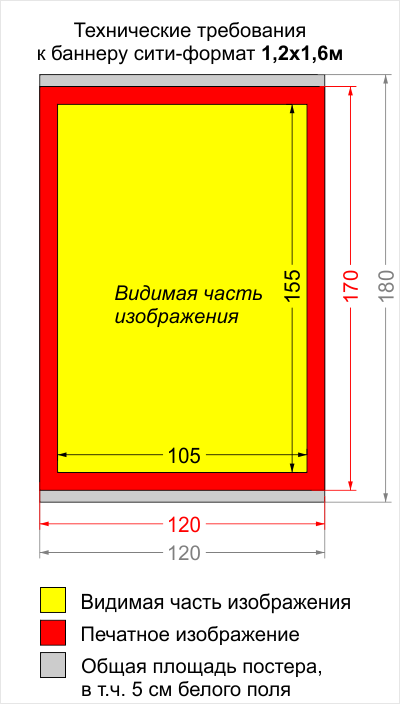 Технические требования
к баннеру сити-формат 1,2х1,6м
Видимая часть
изображения
155
170
180
105
120
120
Видимая часть изображения
Печатное изображение
Общая площадь постера,
в т.ч. 5 см белого поля